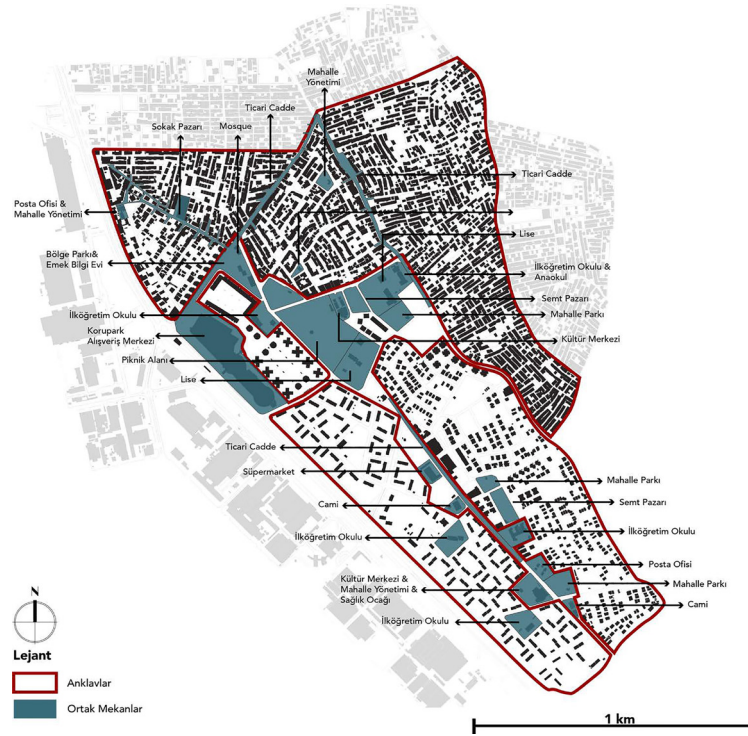 Mahalle
Yönetimi
Ticari Cadde
Sokak Pazarı
Mosque
Ticari Cadde
Posta Ofisi &
Mahalle Yönetimi
Lise
Bölge Parkı&
Emek Bilgi Evi
İlköğretim Okulu &
Anaokul
Semt Pazarı
İlköğretim Okulu
Mahalle Parkı
Korupark
Alışveriş Merkezi
Kültür Merkezi
Piknik Alanı
Lise
Ticari Cadde
Süpermarket
Mahalle Parkı
Semt Pazarı
Cami
İlköğretim Okulu
İlköğretim Okulu
Posta Ofisi
Kültür Merkezi &
Mahalle Yönetimi &
Sağlık Ocağı
Mahalle Parkı
Cami
İlköğretim Okulu
N
Lejant
Anklavlar
Ortak Mekanlar
1 km